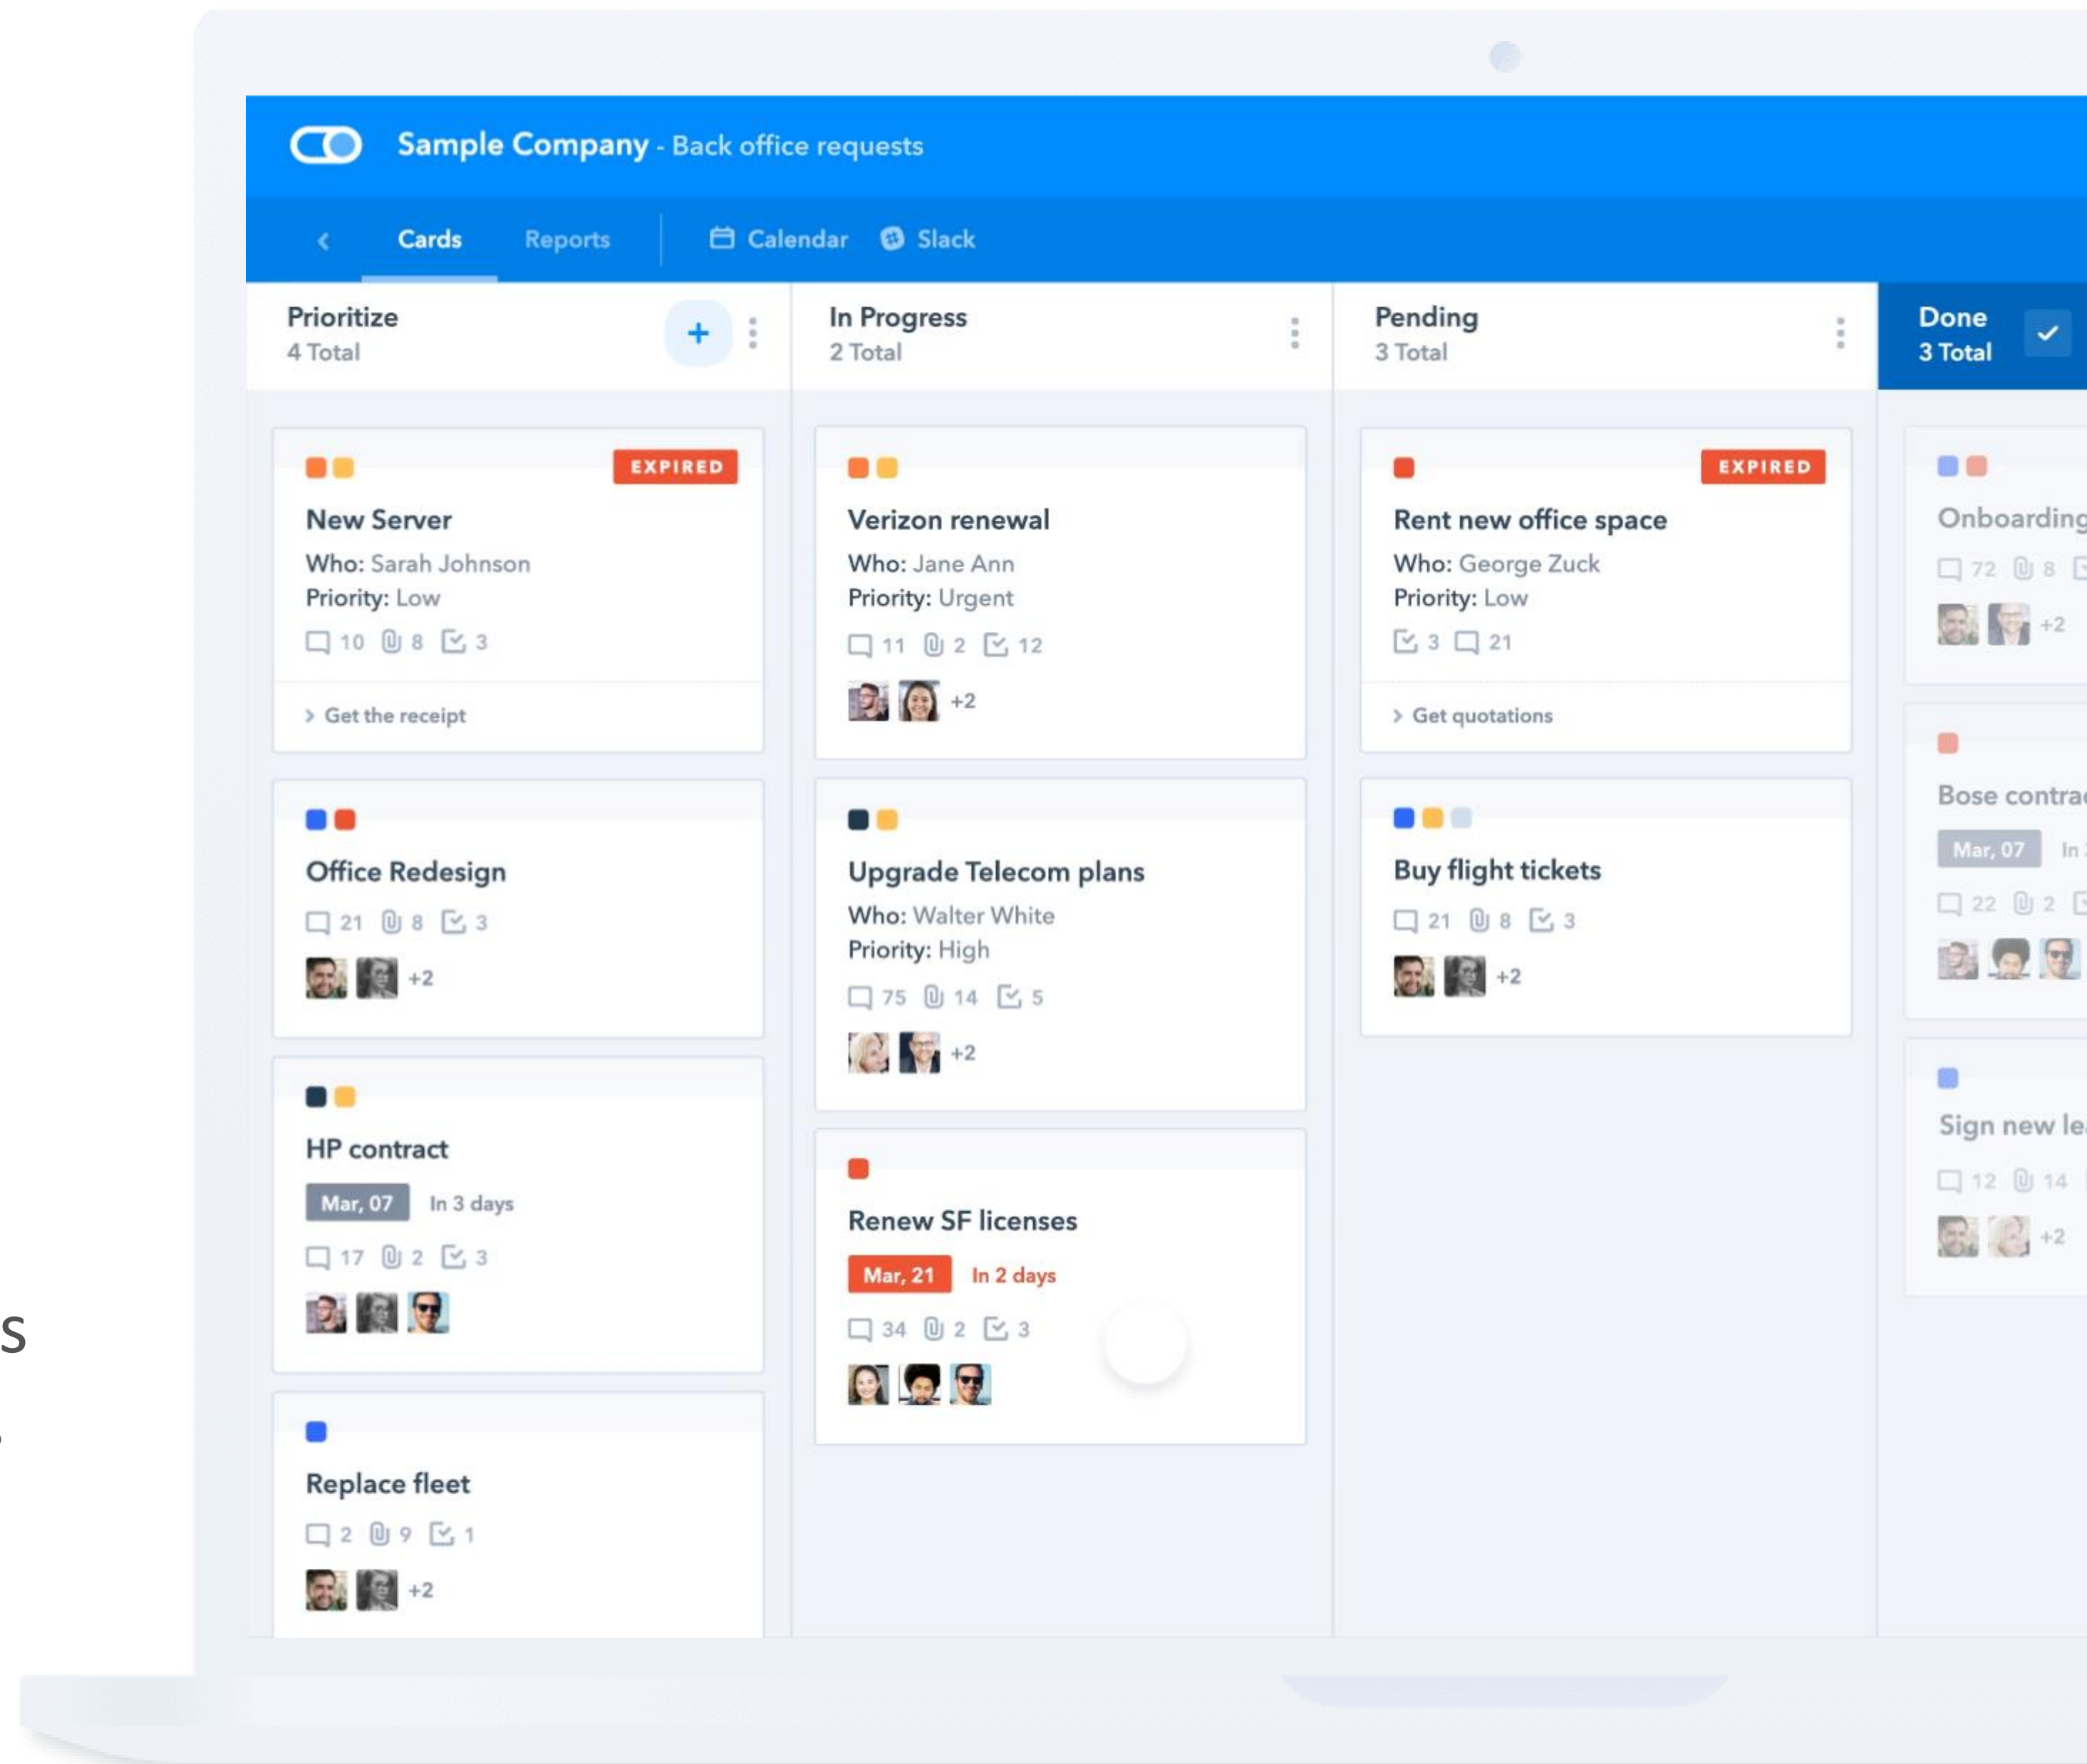 Sample Company - Back office requests
Cards Reports Calendar Slack
Prioritize
4 Total
In Progress
2 Total
Pending
3 Total
Done
3 Total
EXPIRED
New Server
Who: Sarah Johnson
Priority: Low
10 8 3
Get the receipt
Office Redesign
21 8 3
+2
HP contract
Mar, 07 In 3 days
17 2 3
Replace fleet
2 9 1
+2
Verizon renewal
Who: Jane Ann
Priority: Urgent
11 2 12
+2
Upgrade Telecom plans
Who: Walter White
Priority: High
75 14 5
+2
Renew SF licenses
Mar, 21 In 2 days
34 2 3
EXPIRED
Rent new office space
Who: George Zuck
Priority: Low
3 21
Get quotations
Buy flight tickets
21 8 3
+2
Onboarding
72 8
+2
Bose
Mar, 07 In
22 2
Sign new
12 14
+2
s